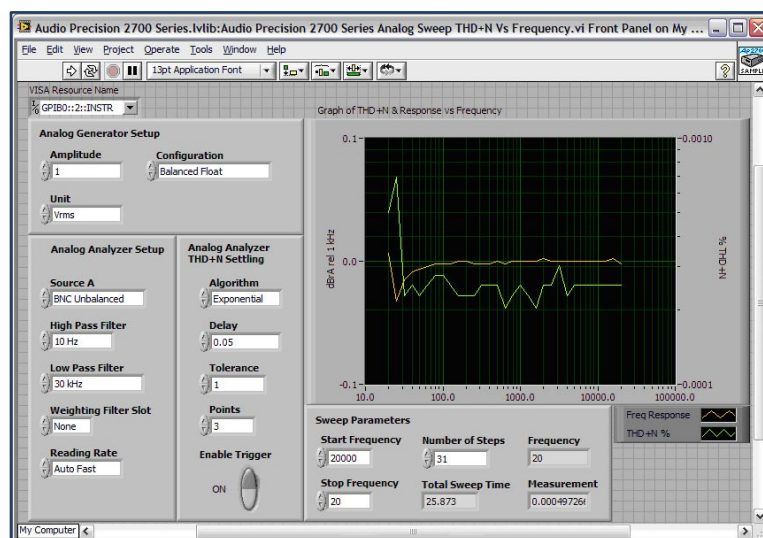 Audio Precision 2700 Series.lvlib:Audio Precision 2700 Series Analog Sweep THD+N Vs Frequency.vi Front Panel on My ...
File Edit View Project Operate Tools Window Help
13pt Application Font
?
SAMPLE
VISA Resource Name
GPIB0::2::INSTR
Analog Generator Setup
Amplitude
1
Configuration
Balanced Float
Unit
Vrms
Analog Analyzer Setup
Source A
BNC Unbalanced
High Pass Filter
10 Hz
Low Pass Filter
30 kHz
Weighting Filter Slot
None
Reading Rate
Auto Fast
Analog Analyzer
THD+N Settling
Algorithm
Exponential
Delay
0.05
Tolerance
1
Points
3
Enable Trigger
ON
Graph of THD+N & Response vs Frequency
0.1
0.0
-0.1
dBrA rel 1 kHz
10.0 100.0 1000.0 10000.0 100000.0
-0.0010
-0.0001
% THD+N
Freq Response
THD+N %
Sweep Parameters
Start Frequency
20000
Number of Steps
31
Frequency
20
Stop Frequency
20
Total Sweep Time
25.873
Measurement
My Computer